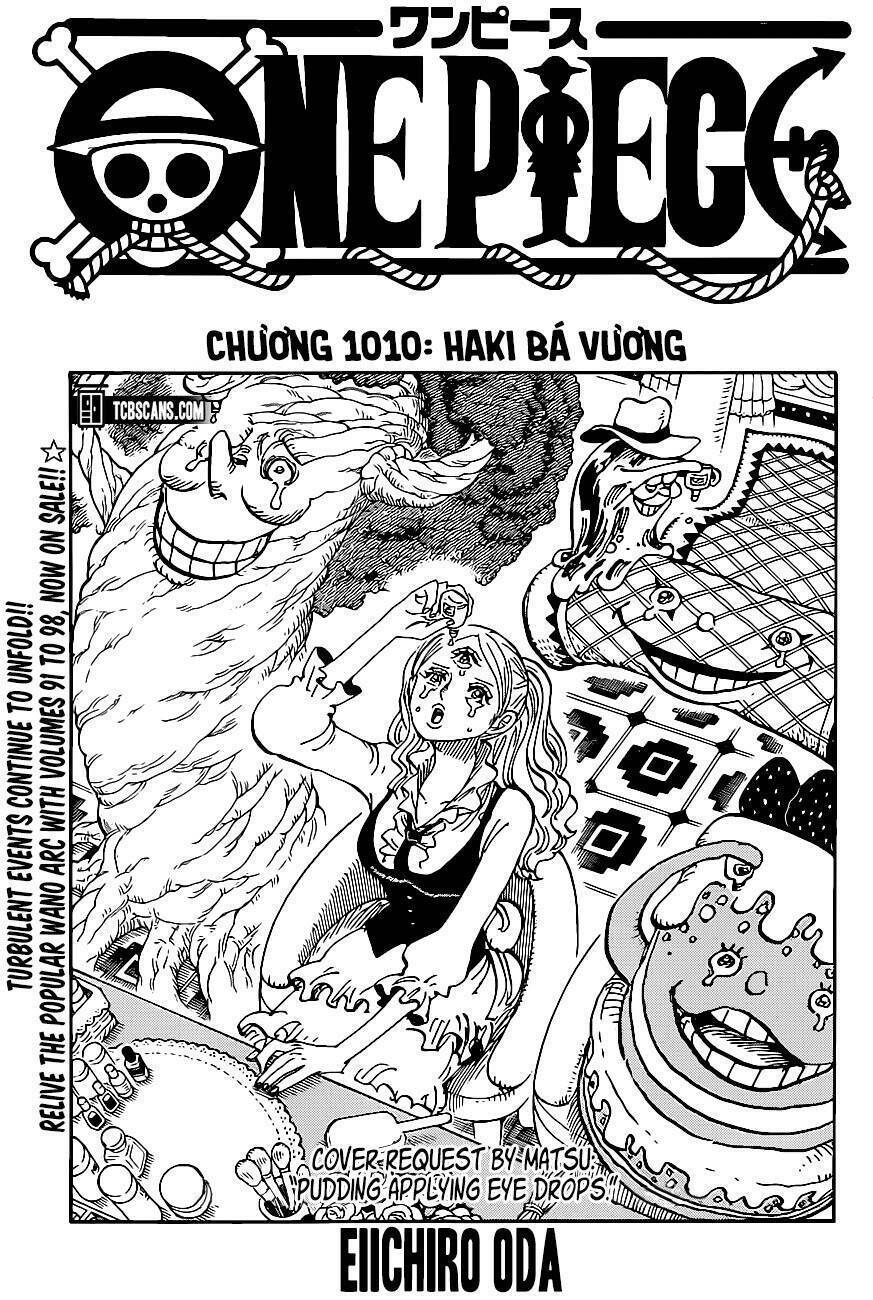 ワンピース
ONE PIECE
CHƯƠNG 1010: HAKI BÁ VƯƠNG
TCBSCANS.COM
TURBULENT EVENTS CONTINUE TO UNFOLD!!
RELIVE THE POPULAR WANO ARC WITH VOLUMES 91 TO 98, NOW ON SALE!!☆
COVER REQUEST BY MATSU:
"PUDDING APPLYING EYE DROPS."
EIICHIRO ODA